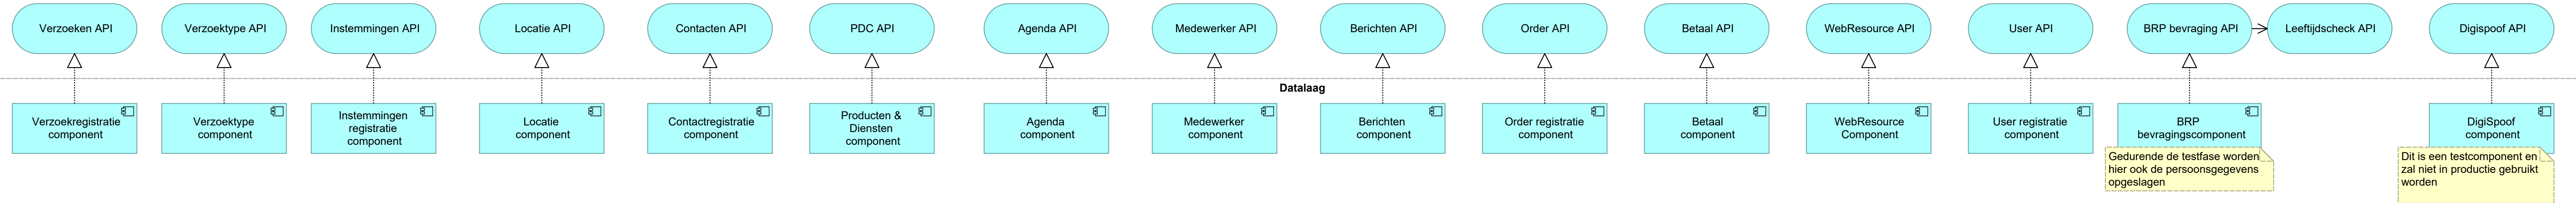 Verzoeken API
Verzoektype API
Instemmingen API
Locatie API
Contacten API
PDC API
Agenda API
Medewerker API
Berichten API
Order API
Betaal API
WebResource API
User API
BRP bevraging API
Leeftijdscheck API
Digispoof API
Datalaag
Verzoekregistratie
component
Verzoektype
component
Instemmingen
registratie
component
Locatie
component
Contactregistratie
component
Producten &
Diensten
component
Agenda
component
Medewerker
component
Berichten
component
Order registratie
component
Betaal
component
WebResource
Component
User registratie
component
BRP
bevragingscomponent
DigiSpoof
component
Gedurende de testfase worden
hier ook de persoonsgegevens
opgeslagen
Dit is een testcomponent en
zal niet in productie gebruikt
worden